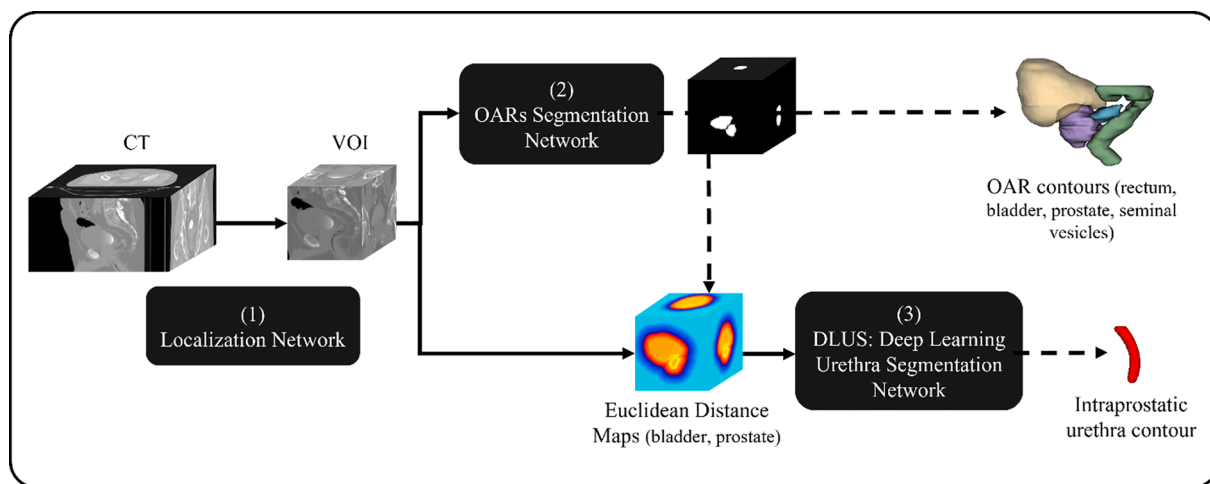 CT
(1)
Localization Network
VOI
(2)
OARs Segmentation
Network
OAR contours (rectum,
bladder, prostate, seminal
vesicles)
Euclidean Distance
Maps (bladder, prostate)
(3)
DLUS: Deep Learning
Urethra Segmentation
Network
Intraprostatic
urethra contour